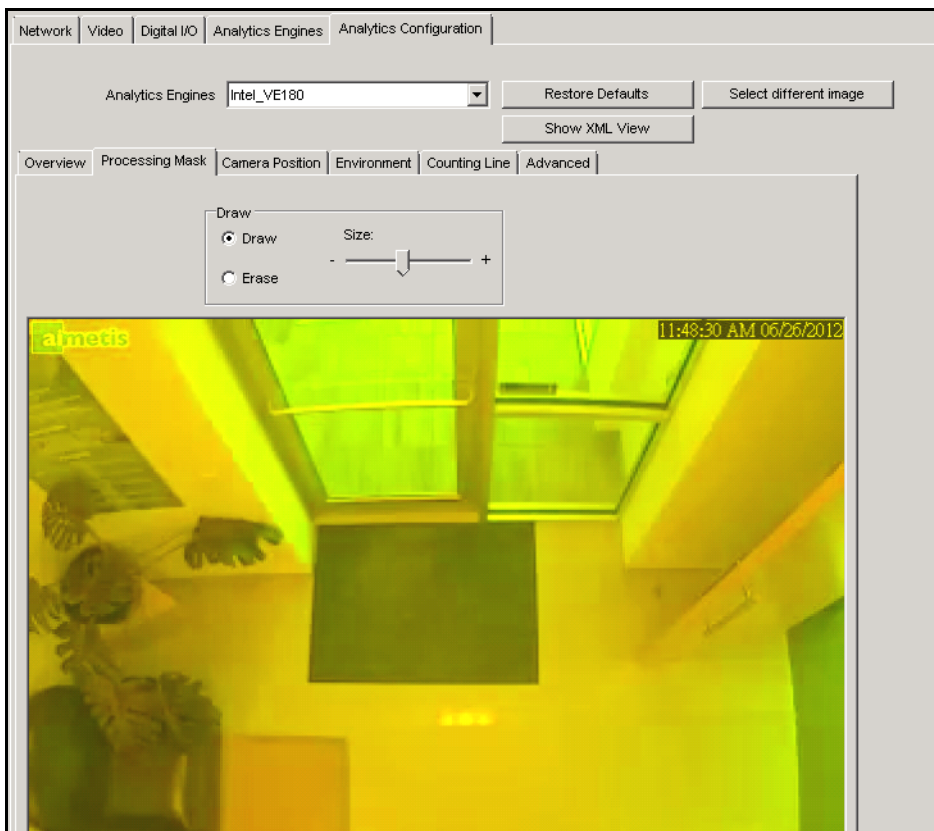 Network Video Digital I/O Analytics Engines Analytics Configuration
Analytics Engines Intel_VE180 Restore Defaults Select different image
Show XML View
Overview Processing Mask Camera Position Environment Counting Line Advanced
Draw
Draw Size:
- +
Erase
aimetis 11:48:30 AM 06/26/2012